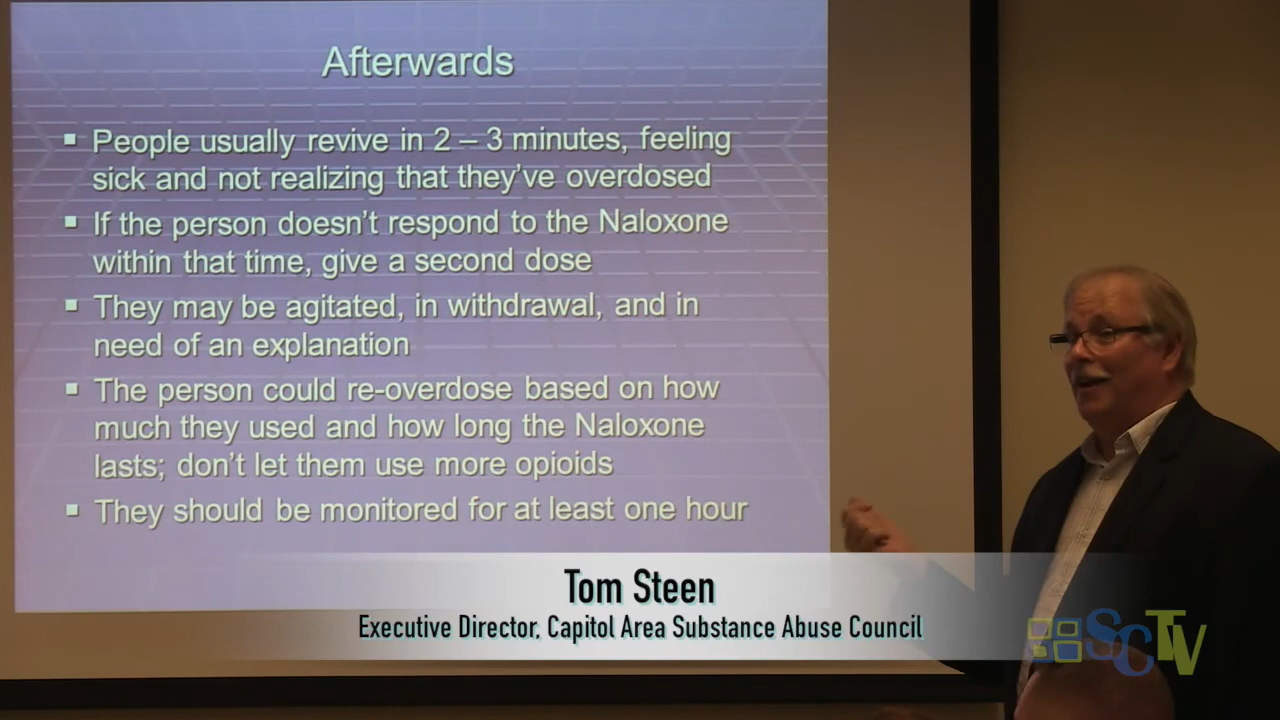 Afterwards
▪ People usually revive in 2 – 3 minutes, feeling
sick and not realizing that they've overdosed
▪ If the person doesn't respond to the Naloxone
within that time, give a second dose
▪ They may be agitated, in withdrawal, and in
need of an explanation
▪ The person could re-overdose based on how
much they used and how long the Naloxone
lasts; don't let them use more opioids
▪ They should be monitored for at least one hour
Tom Steen
Executive Director, Capitol Area Substance Abuse Council
SCTV